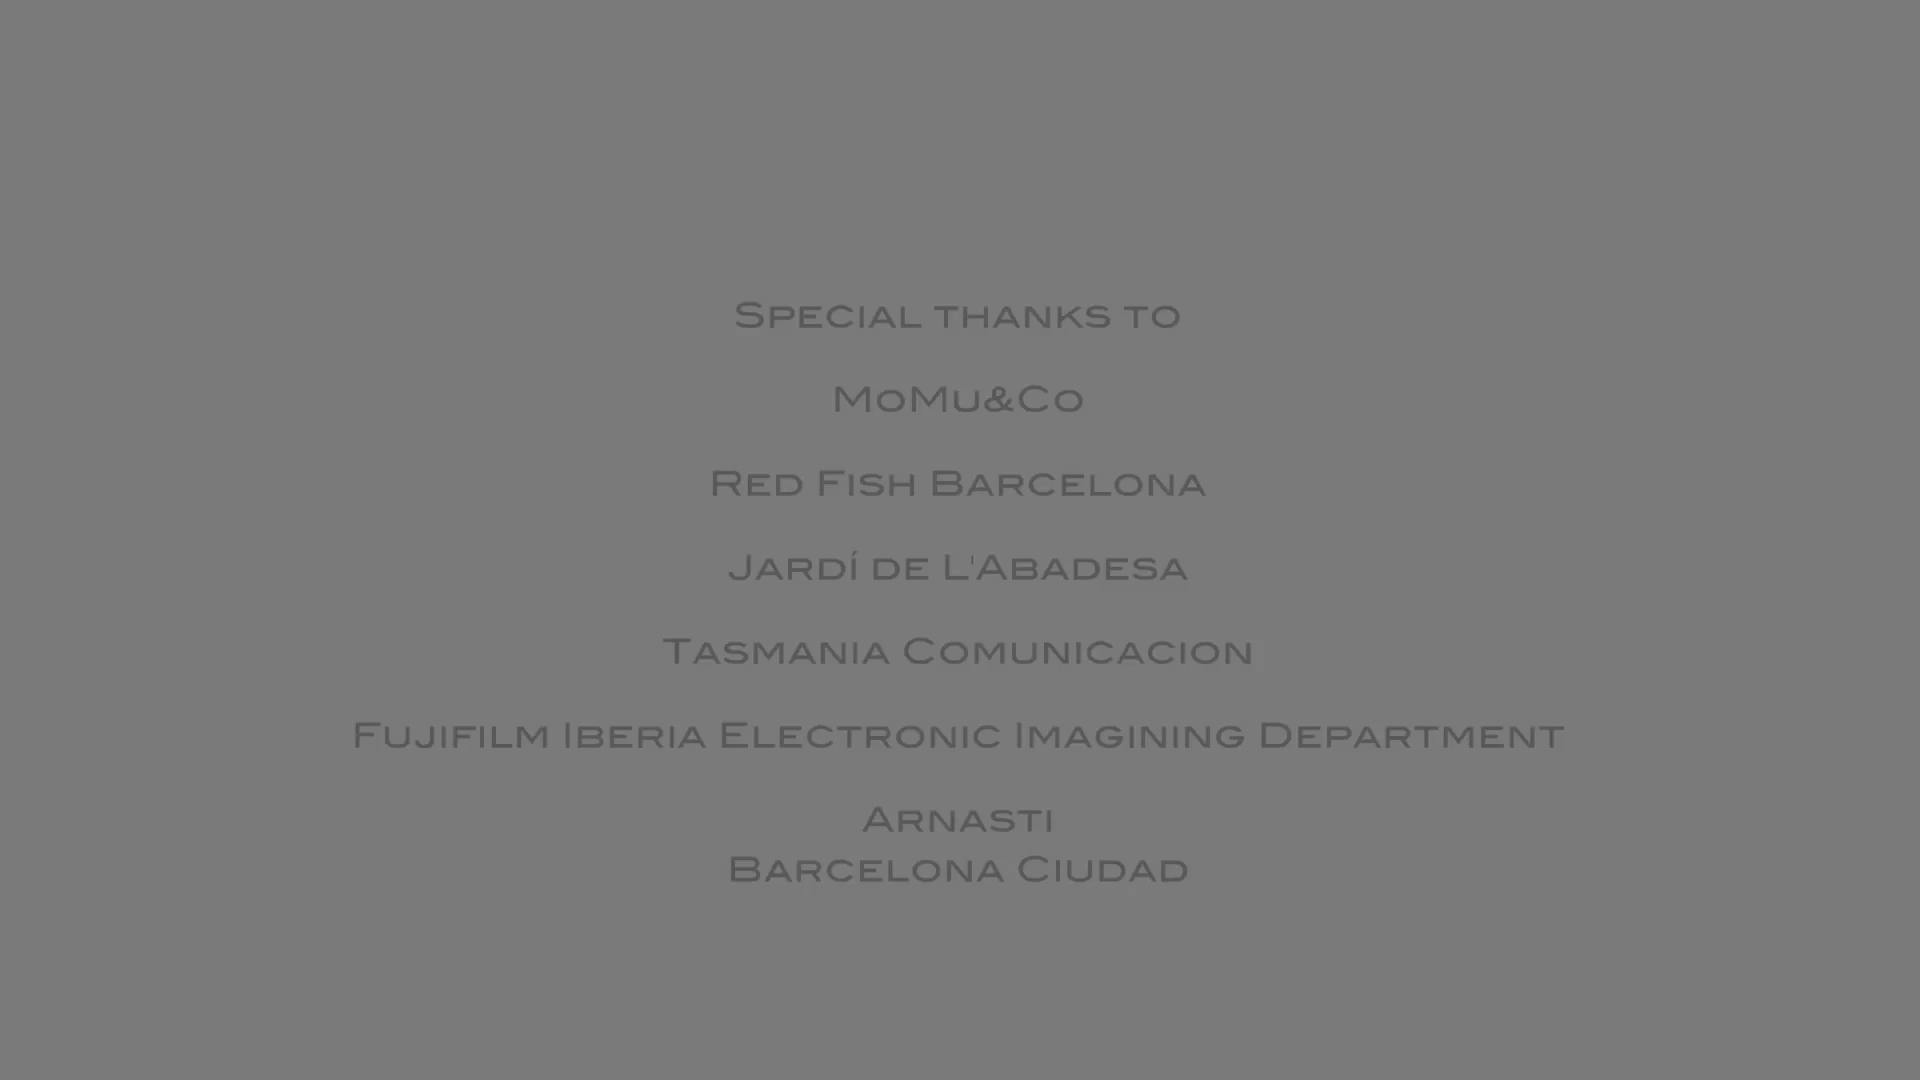 Special thanks to
MoMu&Co
Red Fish Barcelona
Jardí de L'Abadesa
Tasmania Comunicacion
Fujifilm Iberia Electronic Imagining Department
Arnasti
Barcelona Ciudad